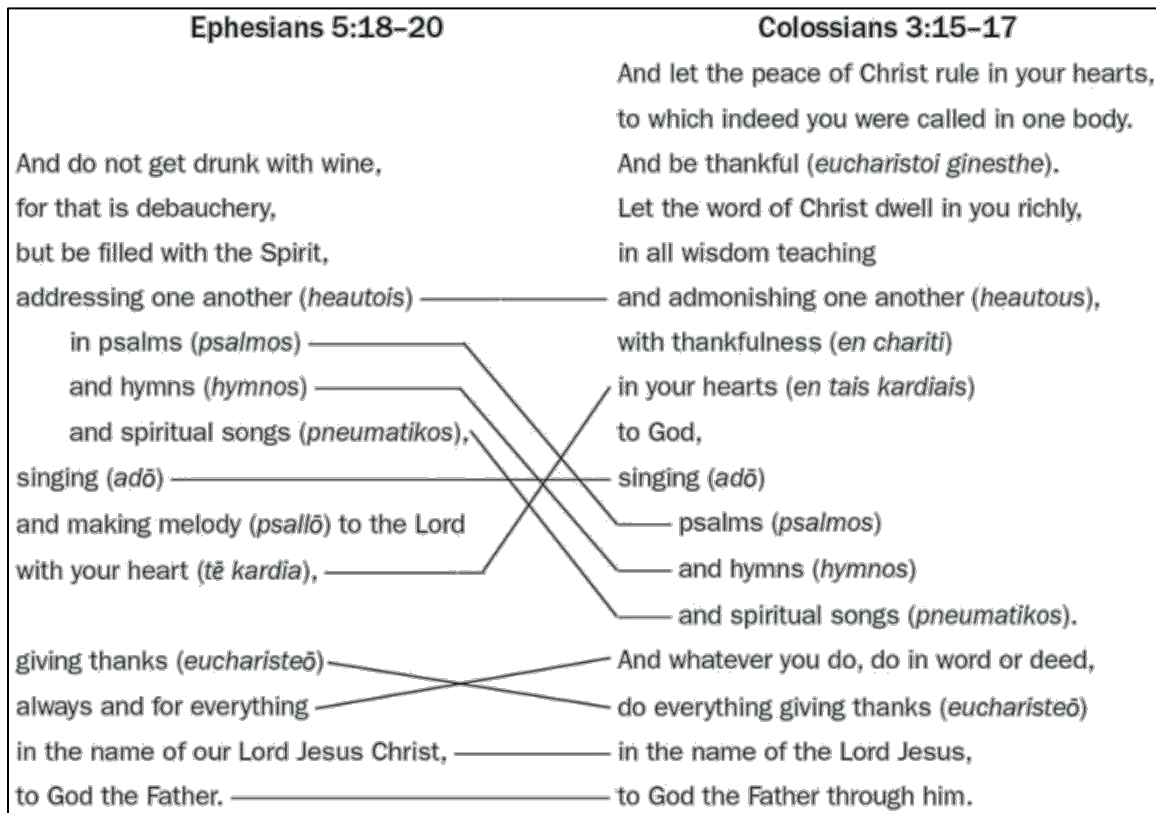 Ephesians 5:18–20
And do not get drunk with wine,
for that is debauchery,
but be filled with the Spirit,
addressing one another (heautois)
in psalms (psalmos)
and hymns (hymnos)
and spiritual songs (pneumatikos),
singing (adō)
and making melody (psallō) to the Lord
with your heart (tē kardia),
giving thanks (eucharisteō)
always and for everything
in the name of our Lord Jesus Christ,
to God the Father.
Colossians 3:15–17
And let the peace of Christ rule in your hearts,
to which indeed you were called in one body.
And be thankful (eucharistoi ginesthe).
Let the word of Christ dwell in you richly,
in all wisdom teaching
and admonishing one another (heautous),
with thankfulness (en chariti)
in your hearts (en tais kardiais)
to God,
singing (adō)
psalms (psalmos)
and hymns (hymnos)
and spiritual songs (pneumatikos).
And whatever you do, do in word or deed,
do everything giving thanks (eucharisteō)
in the name of the Lord Jesus,
to God the Father through him.